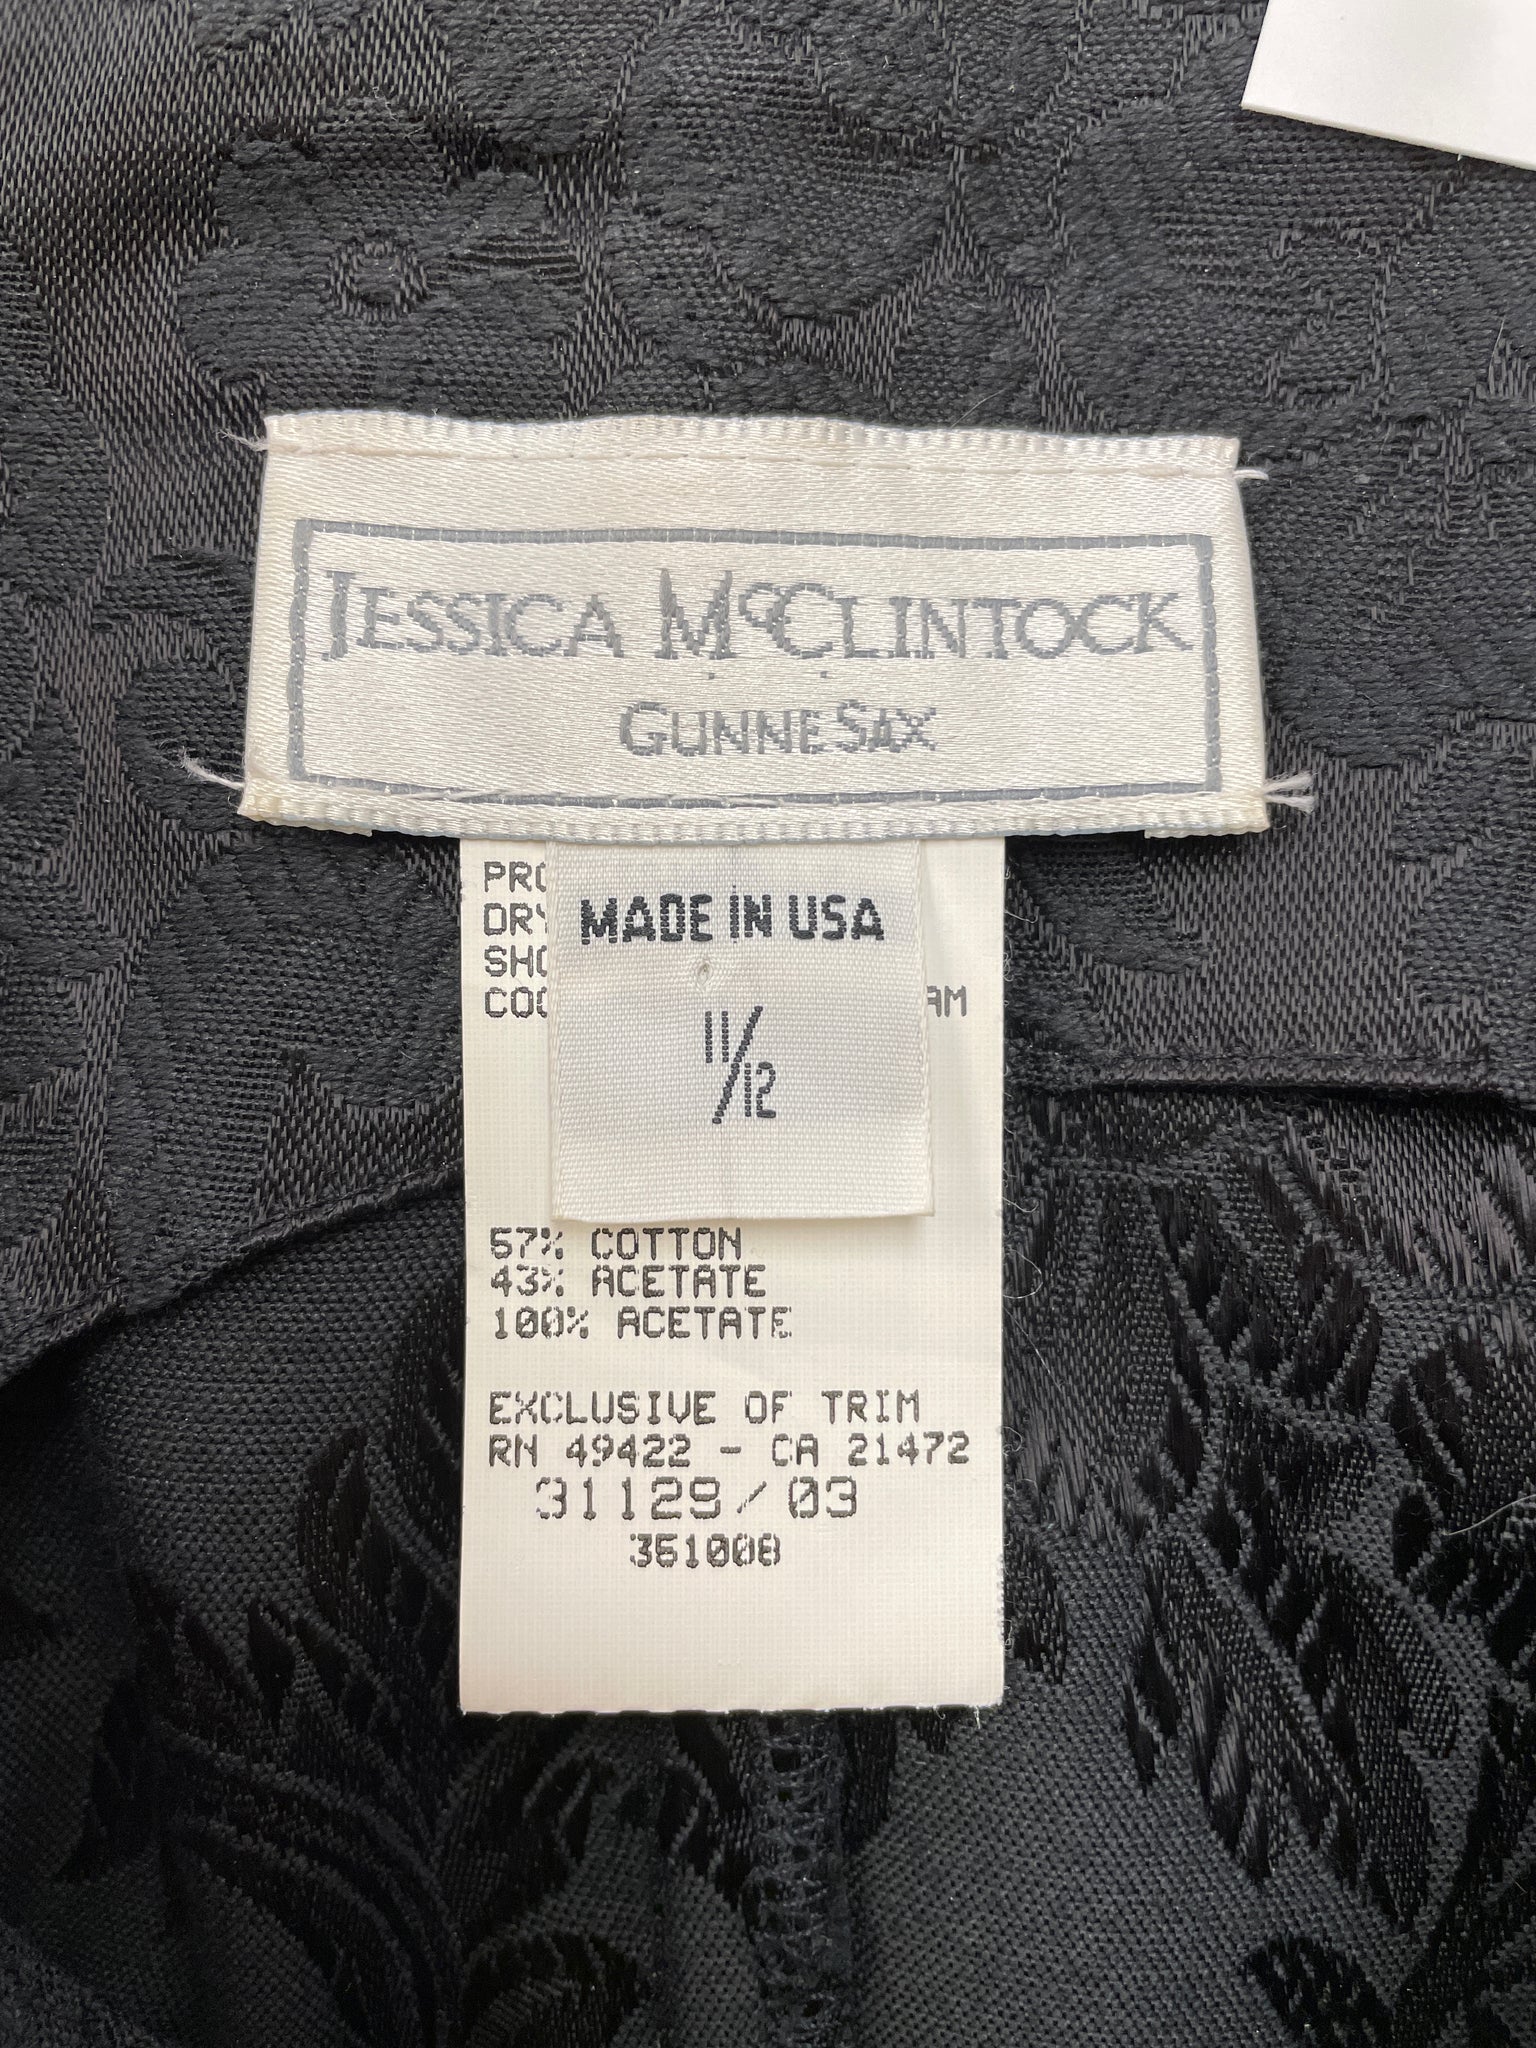 JESSICA McCLINTOCK
GUNNE SAX
MADE IN USA
11/12
57% COTTON
43% ACETATE
100% ACETATE
EXCLUSIVE OF TRIM
RN 49422 - CA 21472
31129/03
351008